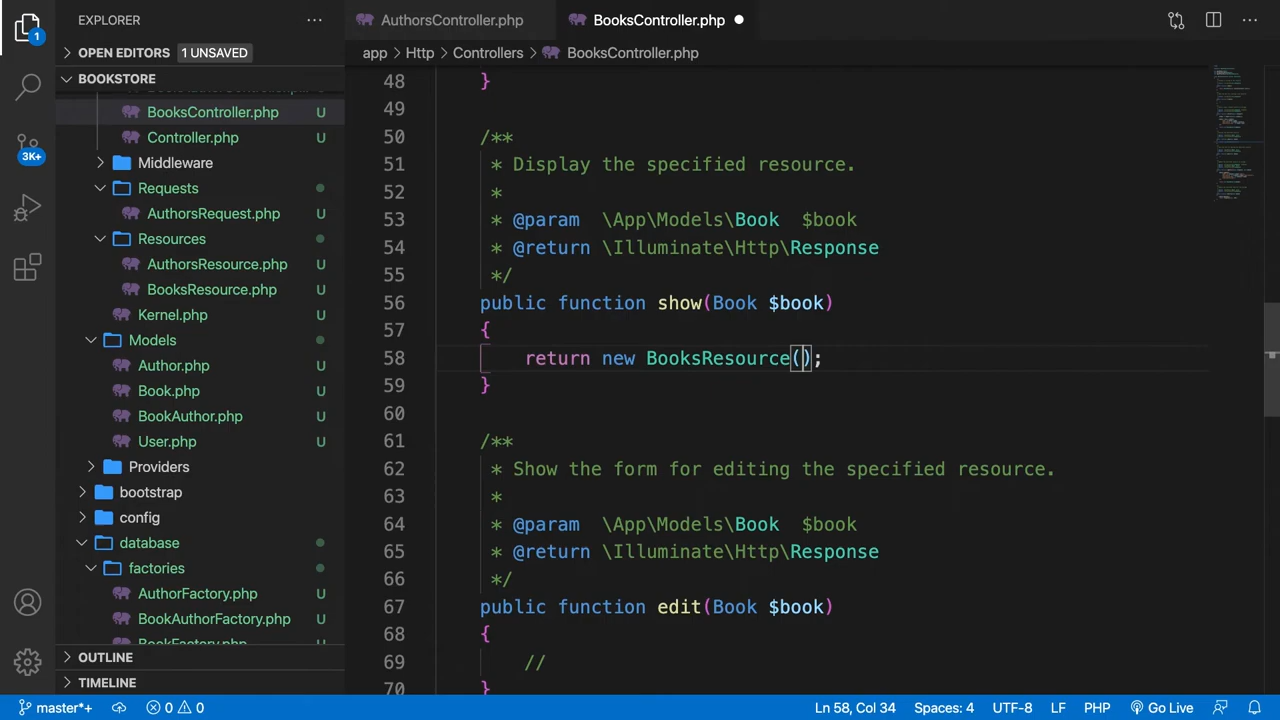 EXPLORER
AuthorsController.php
BooksController.php
OPEN EDITORS 1 UNSAVED
app Http Controllers BooksController.php
BOOKSTORE
BooksController.php U
Controller.php U
Middleware
Requests
AuthorsRequest.php U
Resources
AuthorsResource.php U
BooksResource.php U
Kernel.php U
Models
Author.php U
Book.php U
BookAuthor.php U
User.php U
Providers
bootstrap
config
database
factories
AuthorFactory.php U
BookAuthorFactory.php U
BookFactory.php U
OUTLINE
TIMELINE
1
3K+
48 }
49
50 /**
51 * Display the specified resource.
52 *
53 * @param \App\Models\Book $book
54 * @return \Illuminate\Http\Response
55 */
56 public function show(Book $book)
57 {
58 return new BooksResource();
59 }
60
61 /**
62 * Show the form for editing the specified resource.
63 *
64 * @param \App\Models\Book $book
65 * @return \Illuminate\Http\Response
66 */
67 public function edit(Book $book)
68 {
69 //
70 }
master*+ 0 0 Ln 58, Col 34 Spaces: 4 UTF-8 LF PHP Go Live